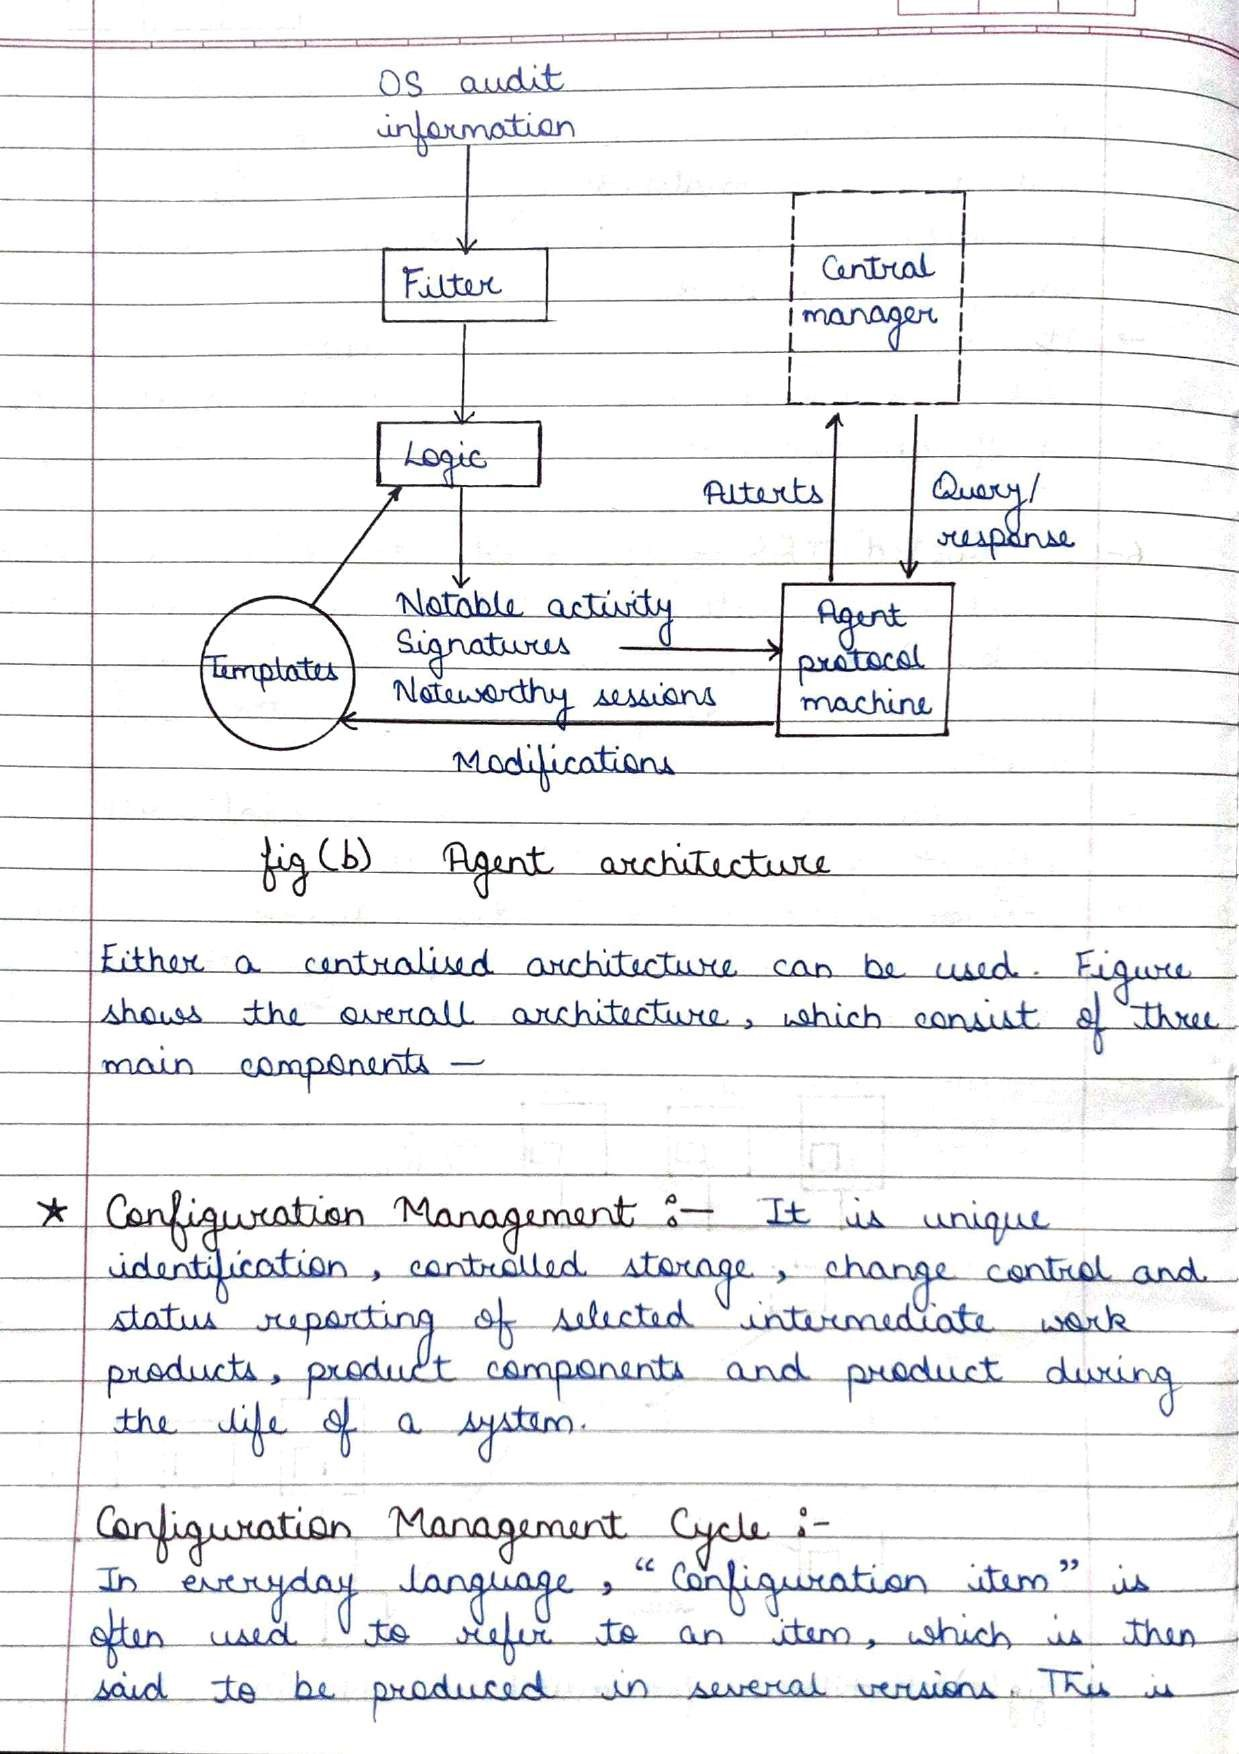 OS audit
information
Filter
Central
manager
Logic
Alterts
Query/
response
Notable activity
Signatures
Noteworthy sessions
Templates
Agent
protocol
machine
Modifications
fig (b) Agent architecture
Either a centralised architecture can be used. Figure
shows the overall architecture, which consist of three
main components —
★ Configuration Management :- It is unique
identification, controlled storage, change control and
status reporting of selected intermediate work
products, product components and product during
the life of a system.
Configuration Management Cycle :-
In everyday language, “Configuration item” is
often used to refer to an item, which is then
said to be produced in several versions. This is